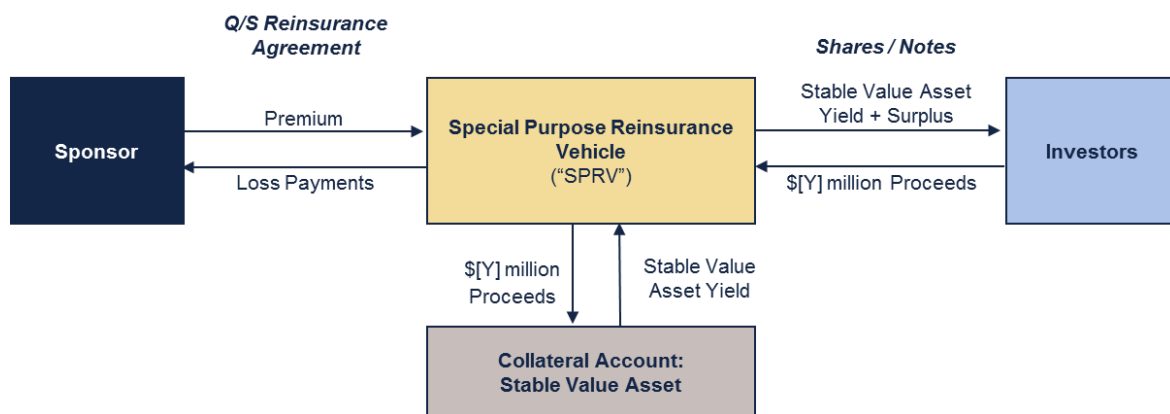 Q/S Reinsurance
Agreement
Shares / Notes
Sponsor
Premium
Loss Payments
Special Purpose Reinsurance
Vehicle
(“SPRV”)
Stable Value Asset
Yield + Surplus
$[Y] million Proceeds
Investors
$[Y] million
Proceeds
Stable Value
Asset Yield
Collateral Account:
Stable Value Asset